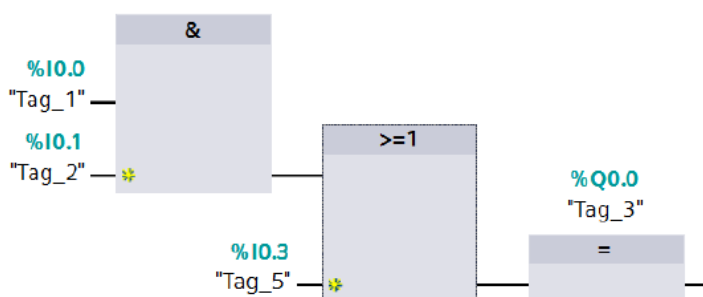 &
%I0.0
"Tag_1"
%I0.1
"Tag_2"
>=1
%I0.3
"Tag_5"
%Q0.0
"Tag_3"
=